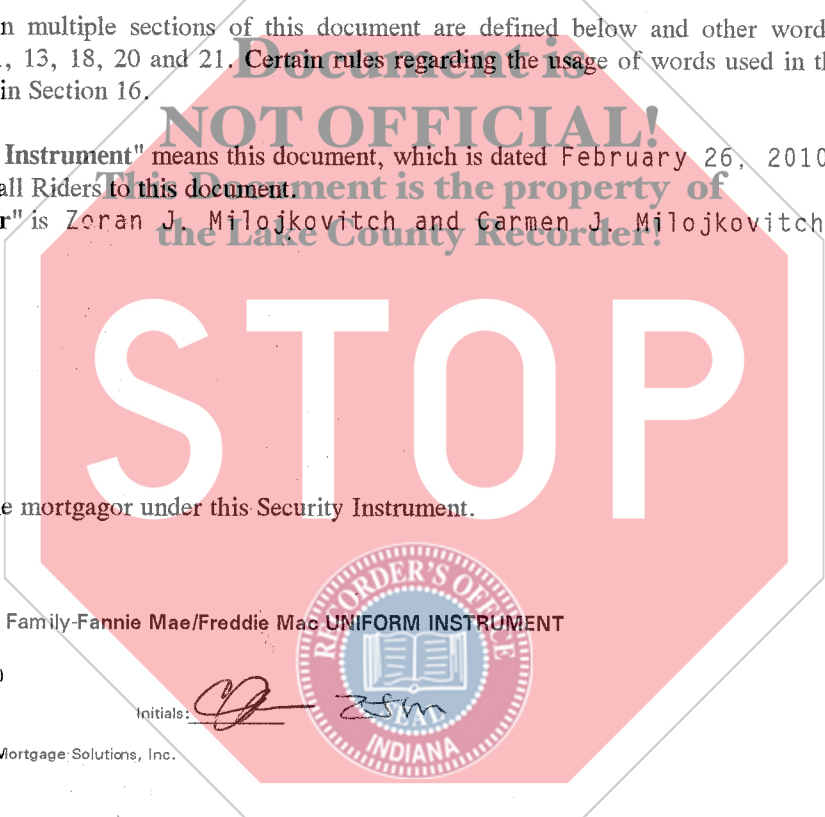 n multiple sections of this document are defined below and other word
, 13, 18, 20 and 21. Certain rules regarding the usage of words used in th
in Section 16.
Document is
NOT OFFICIAL!
This Document is the property of
the Lake County Recorder!
Instrument" means this document, which is dated February 26, 2010
all Riders to this document.
r" is Zoran J. Milojkovitch and Carmen J. Milojkovitch
STOP
e mortgagor under this Security Instrument.
RECORDER'S OFFICE
SEAL
INDIANA
Family-Fannie Mae/Freddie Mac UNIFORM INSTRUMENT
Initials: CJM ZJM
Mortgage Solutions, Inc.